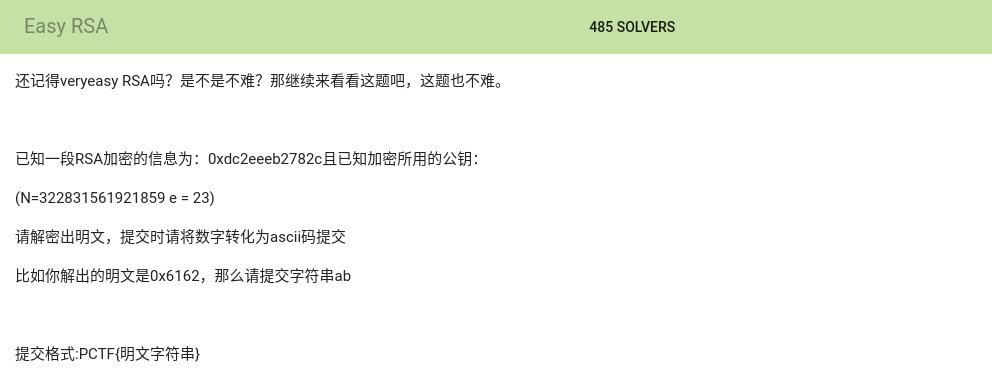 Easy RSA
485 SOLVERS
还记得veryeasy RSA吗？是不是不难？那继续来看看这题吧，这题也不难。
已知一段RSA加密的信息为：0xdc2eeeb2782c且已知加密所用的公钥：
(N=322831561921859 e = 23)
请解密出明文，提交时请将数字转化为ascii码提交
比如你解出的明文是0x6162，那么请提交字符串ab
提交格式:PCTF{明文字符串}